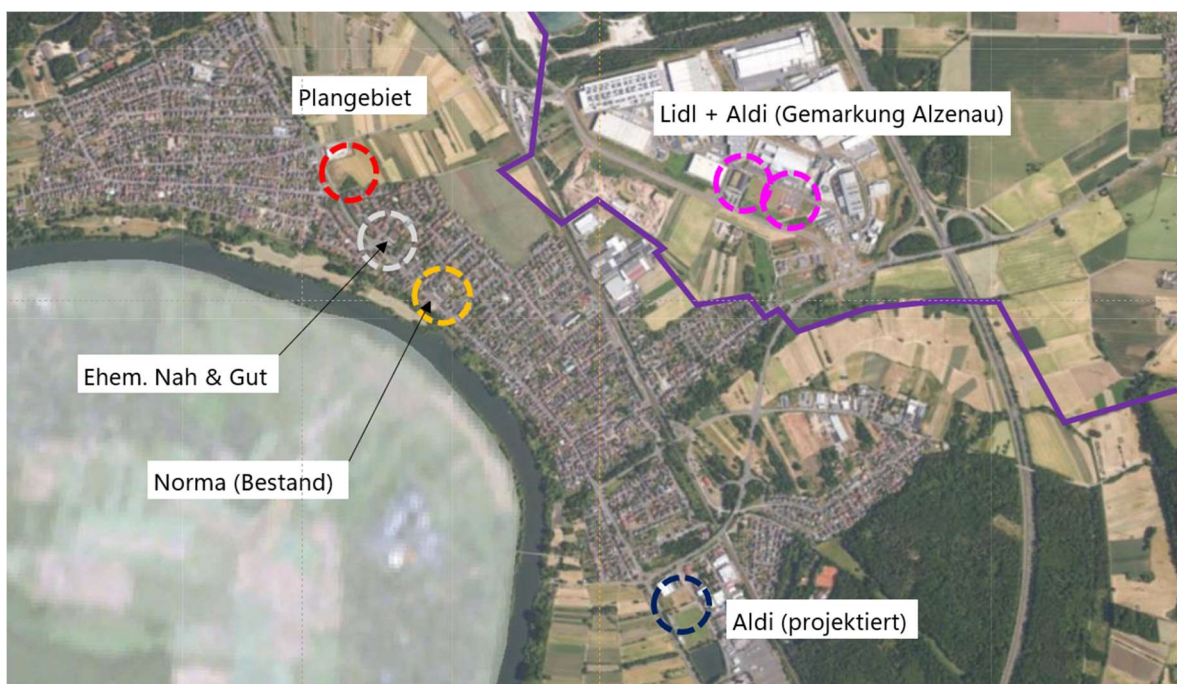 Plangebiet
Lidl + Aldi (Gemarkung Alzenau)
Ehem. Nah & Gut
Norma (Bestand)
Aldi (projektiert)